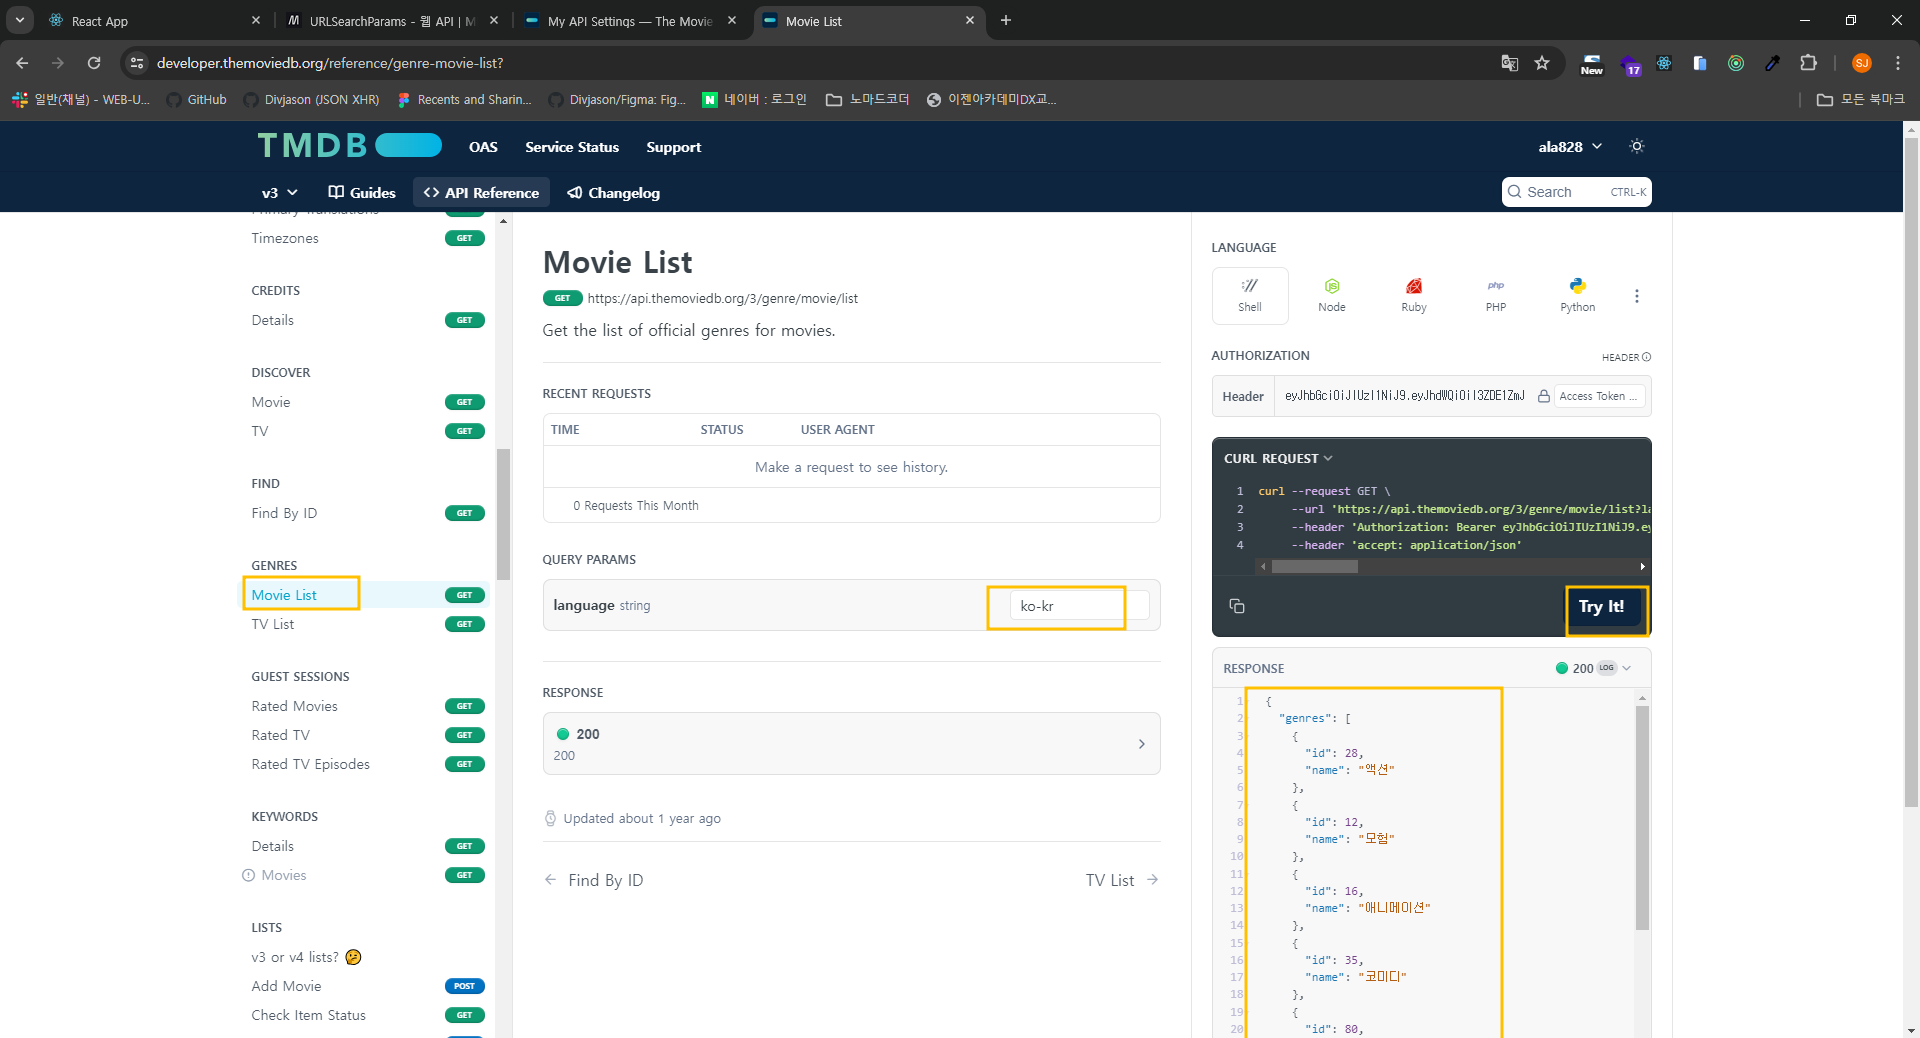 React App
URLSearchParams - 웹 API | M
My API Settings — The Movie
Movie List
developer.themoviedb.org/reference/genre-movie-list?
New
17
SJ
일반(채널) - WEB-U...
GitHub
Divjason (JSON XHR)
Recents and Sharin...
Divjason/Figma: Fig...
네이버 : 로그인
노마드코더
이젠아카데미DX교...
모든 북마크
TMDB
OAS
Service Status
Support
ala828
v3
Guides
API Reference
Changelog
Search
CTRL-K
Primary Translations
Timezones GET
CREDITS
Details GET
DISCOVER
Movie GET
TV GET
FIND
Find By ID GET
GENRES
Movie List GET
TV List GET
GUEST SESSIONS
Rated Movies GET
Rated TV GET
Rated TV Episodes GET
KEYWORDS
Details GET
Movies GET
LISTS
v3 or v4 lists? 🤔
Add Movie POST
Check Item Status GET
Movie List
GET https://api.themoviedb.org/3/genre/movie/list
Get the list of official genres for movies.
RECENT REQUESTS
TIME STATUS USER AGENT
Make a request to see history.
0 Requests This Month
QUERY PARAMS
language string ko-kr
RESPONSE
200
200
Updated about 1 year ago
← Find By ID
TV List →
LANGUAGE
Shell Node Ruby PHP Python
php
AUTHORIZATION HEADER
Header eyJhbGciOiJIUzI1NiJ9.eyJhdWQiOiI3ZDE1ZmJ Access Token ...
CURL REQUEST
1 curl --request GET \
2 --url 'https://api.themoviedb.org/3/genre/movie/list?la
3 --header 'Authorization: Bearer eyJhbGciOiJIUzI1NiJ9.ey
4 --header 'accept: application/json'
Try It!
RESPONSE 200 LOG
1 {
2 "genres": [
3 {
4 "id": 28,
5 "name": "액션"
6 },
7 {
8 "id": 12,
9 "name": "모험"
10 },
11 {
12 "id": 16,
13 "name": "애니메이션"
14 },
15 {
16 "id": 35,
17 "name": "코미디"
18 },
19 {
20 "id": 80,